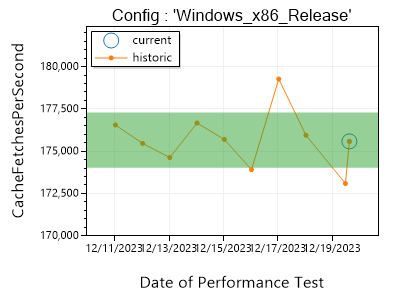 Config : 'Windows_x86_Release'
current
historic
CacheFetchesPerSecond
180,000
177,500
175,000
172,500
170,000
12/11/2023
12/13/2023
12/15/2023
12/17/2023
12/19/2023
Date of Performance Test